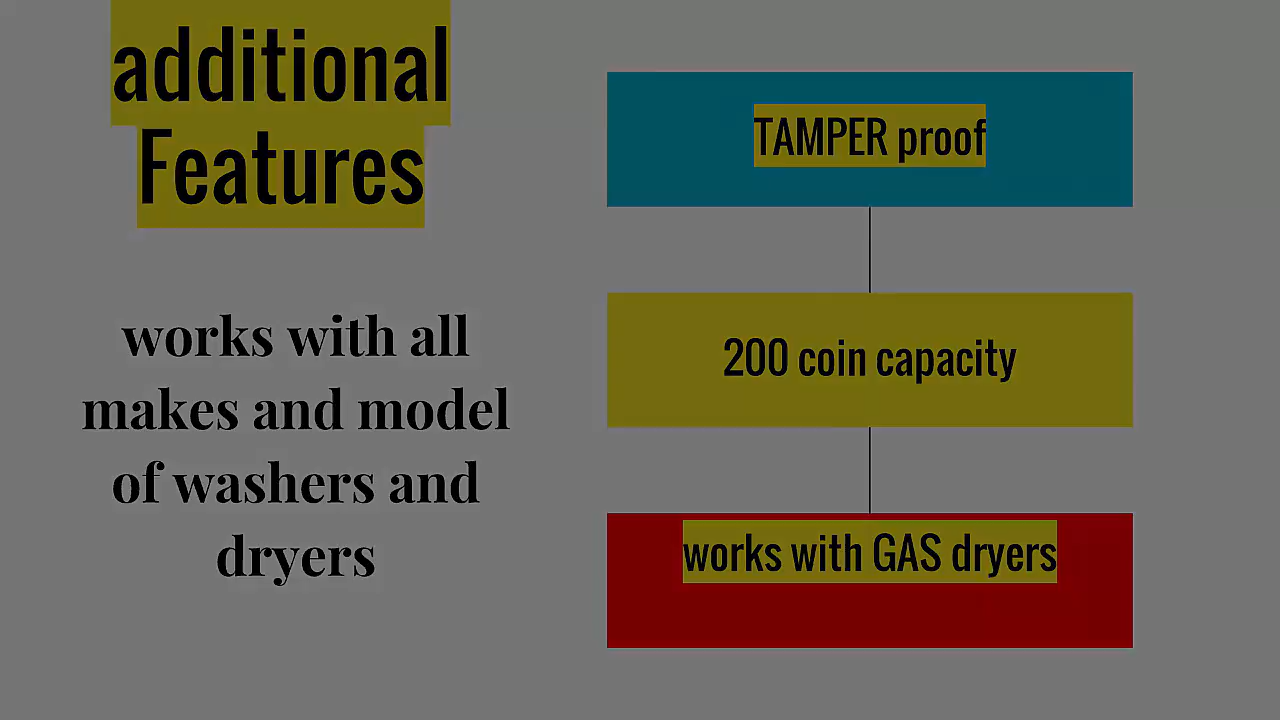 additional
Features
works with all
makes and model
of washers and
dryers
TAMPER proof
200 coin capacity
works with GAS dryers